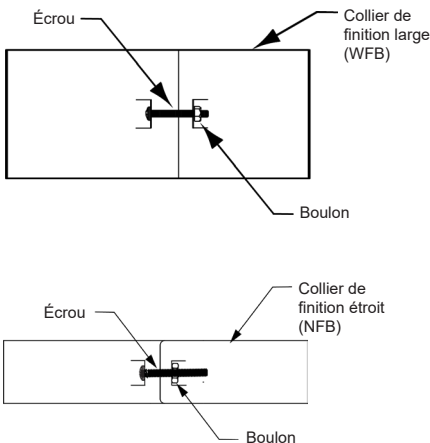 Écrou
Collier de
finition large
(WFB)
Boulon
Collier de
finition étroit
(NFB)
Écrou
Boulon